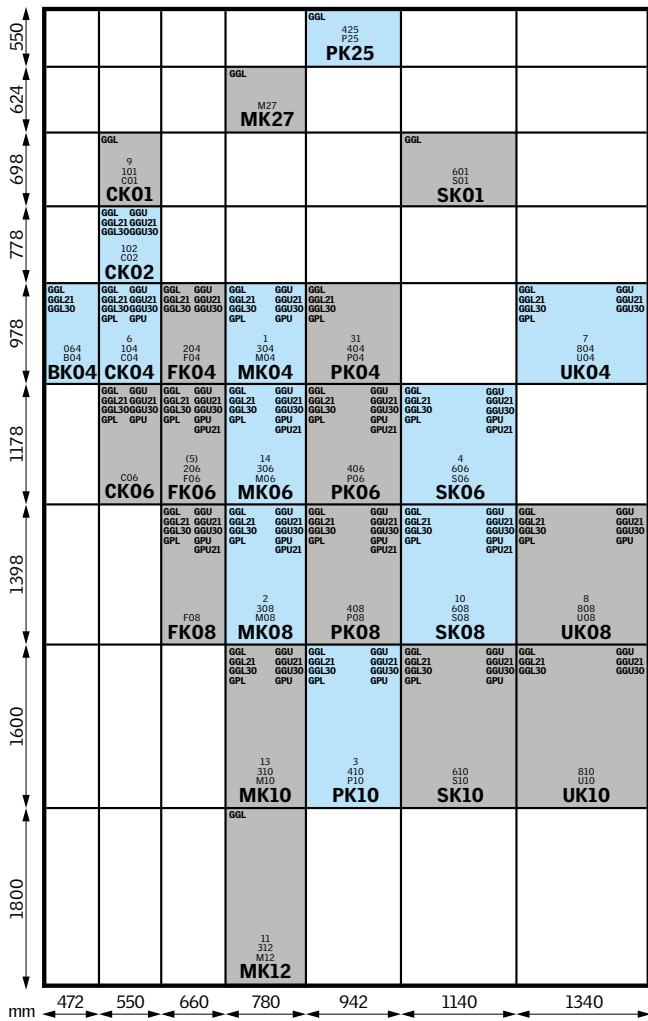 550
GGL
425
P25
PK25
624
GGL
M27
MK27
698
GGL
9
101
C01
CK01
GGL
601
S01
SK01
778
GGL GGU
GGL21 GGU21
GGL30 GGU30
102
C02
CK02
978
GGL
GGL21
GGL30
064
B04
BK04
GGL GGU
GGL21 GGU21
GGL30 GGU30
GPL GPU
6
104
C04
CK04
GGL GGU
GGL21 GGU21
GGL30 GGU30
204
F04
FK04
GGL GGU
GGL21 GGU21
GGL30 GGU30
GPL GPU
1
304
M04
MK04
GGL
GGL21
GGL30
GPL
31
404
P04
PK04
GGL GGU
GGL21 GGU21
GGL30 GGU30
GPL
7
804
U04
UK04
1178
GGL GGU
GGL21 GGU21
GGL30 GGU30
GPL
C06
CK06
GGL GGU
GGL21 GGU21
GGL30 GGU30
GPL GPU
GPU21
(5)
206
F06
FK06
GGL GGU
GGL21 GGU21
GGL30 GGU30
GPL GPU
GPU21
14
306
M06
MK06
GGL GGU
GGL21 GGU21
GGL30 GGU30
GPL GPU
GPU21
406
P06
PK06
GGL GGU
GGL21 GGU21
GGL30 GGU30
GPL GPU
GPU21
4
606
S06
SK06
1398
GGL GGU
GGL21 GGU21
GGL30 GGU30
GPL GPU
GPU21
F08
FK08
GGL GGU
GGL21 GGU21
GGL30 GGU30
GPL GPU
GPU21
2
308
M08
MK08
GGL GGU
GGL21 GGU21
GGL30 GGU30
GPL GPU
GPU21
408
P08
PK08
GGL GGU
GGL21 GGU21
GGL30 GGU30
GPL GPU
GPU21
10
608
S08
SK08
GGL GGU
GGL21 GGU21
GGL30 GGU30
GPL
8
808
U08
UK08
1600
GGL GGU
GGL21 GGU21
GGL30 GGU30
GPL GPU
13
310
M10
MK10
GGL GGU
GGL21 GGU21
GGL30 GGU30
GPL GPU
3
410
P10
PK10
GGL GGU
GGL21 GGU21
GGL30 GGU30
GPL GPU
610
S10
SK10
GGL GGU
GGL21 GGU21
GGL30 GGU30
810
U10
UK10
1800
GGL
11
312
M12
MK12
mm 472 550 660 780 942 1140 1340